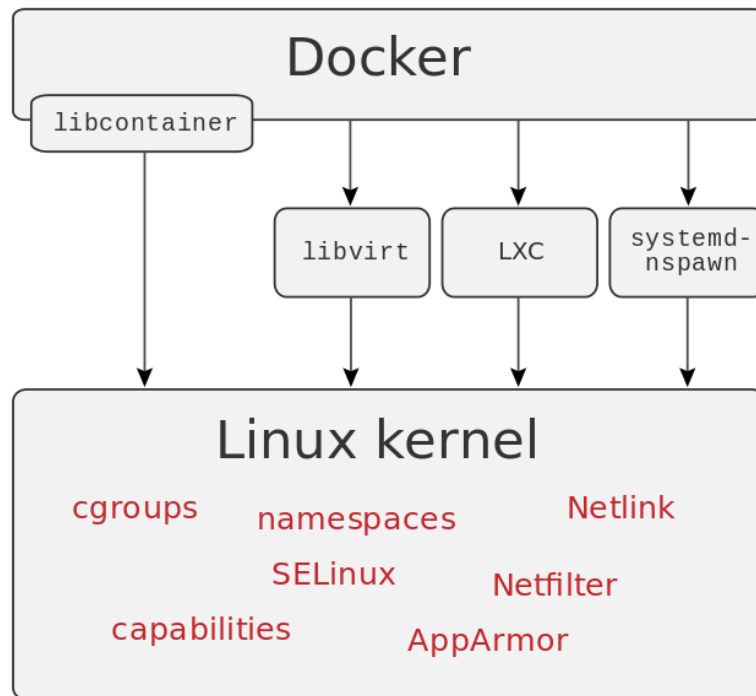 Docker
libcontainer
libvirt
LXC
systemd-
nspawn
Linux kernel
cgroups
namespaces
Netlink
SELinux
Netfilter
capabilities
AppArmor